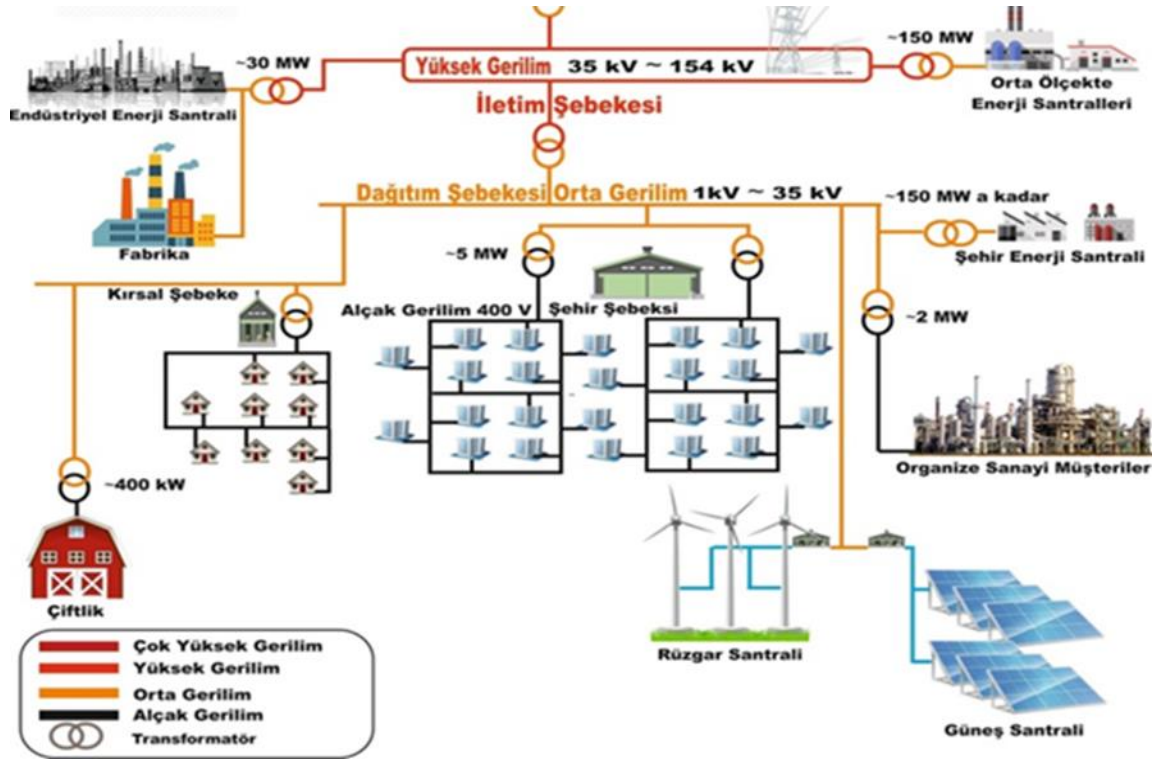 ~30 MW
Yüksek Gerilim 35 kV ~ 154 kV
~150 MW
Endüstriyel Enerji Santrali
İletim Şebekesi
Orta Ölçekte
Enerji Santralleri
Dağıtım Şebekesi Orta Gerilim 1kV ~ 35 kV
~150 MW a kadar
Fabrika
~5 MW
Şehir Enerji Santrali
Kırsal Şebeke
Alçak Gerilim 400 V
Şehir Şebeksi
~2 MW
Organize Sanayi Müşteriler
~400 kW
Çiftlik
Rüzgar Santrali
Güneş Santrali
Çok Yüksek Gerilim
Yüksek Gerilim
Orta Gerilim
Alçak Gerilim
Transformatör